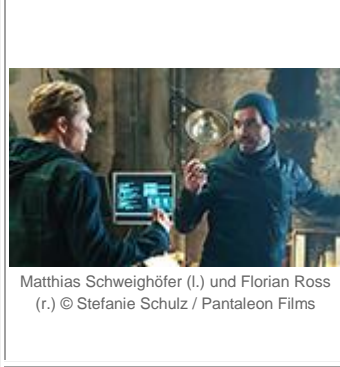 Matthias Schweighöfer (l.) und Florian Ross
(r.) © Stefanie Schulz / Pantaleon Films